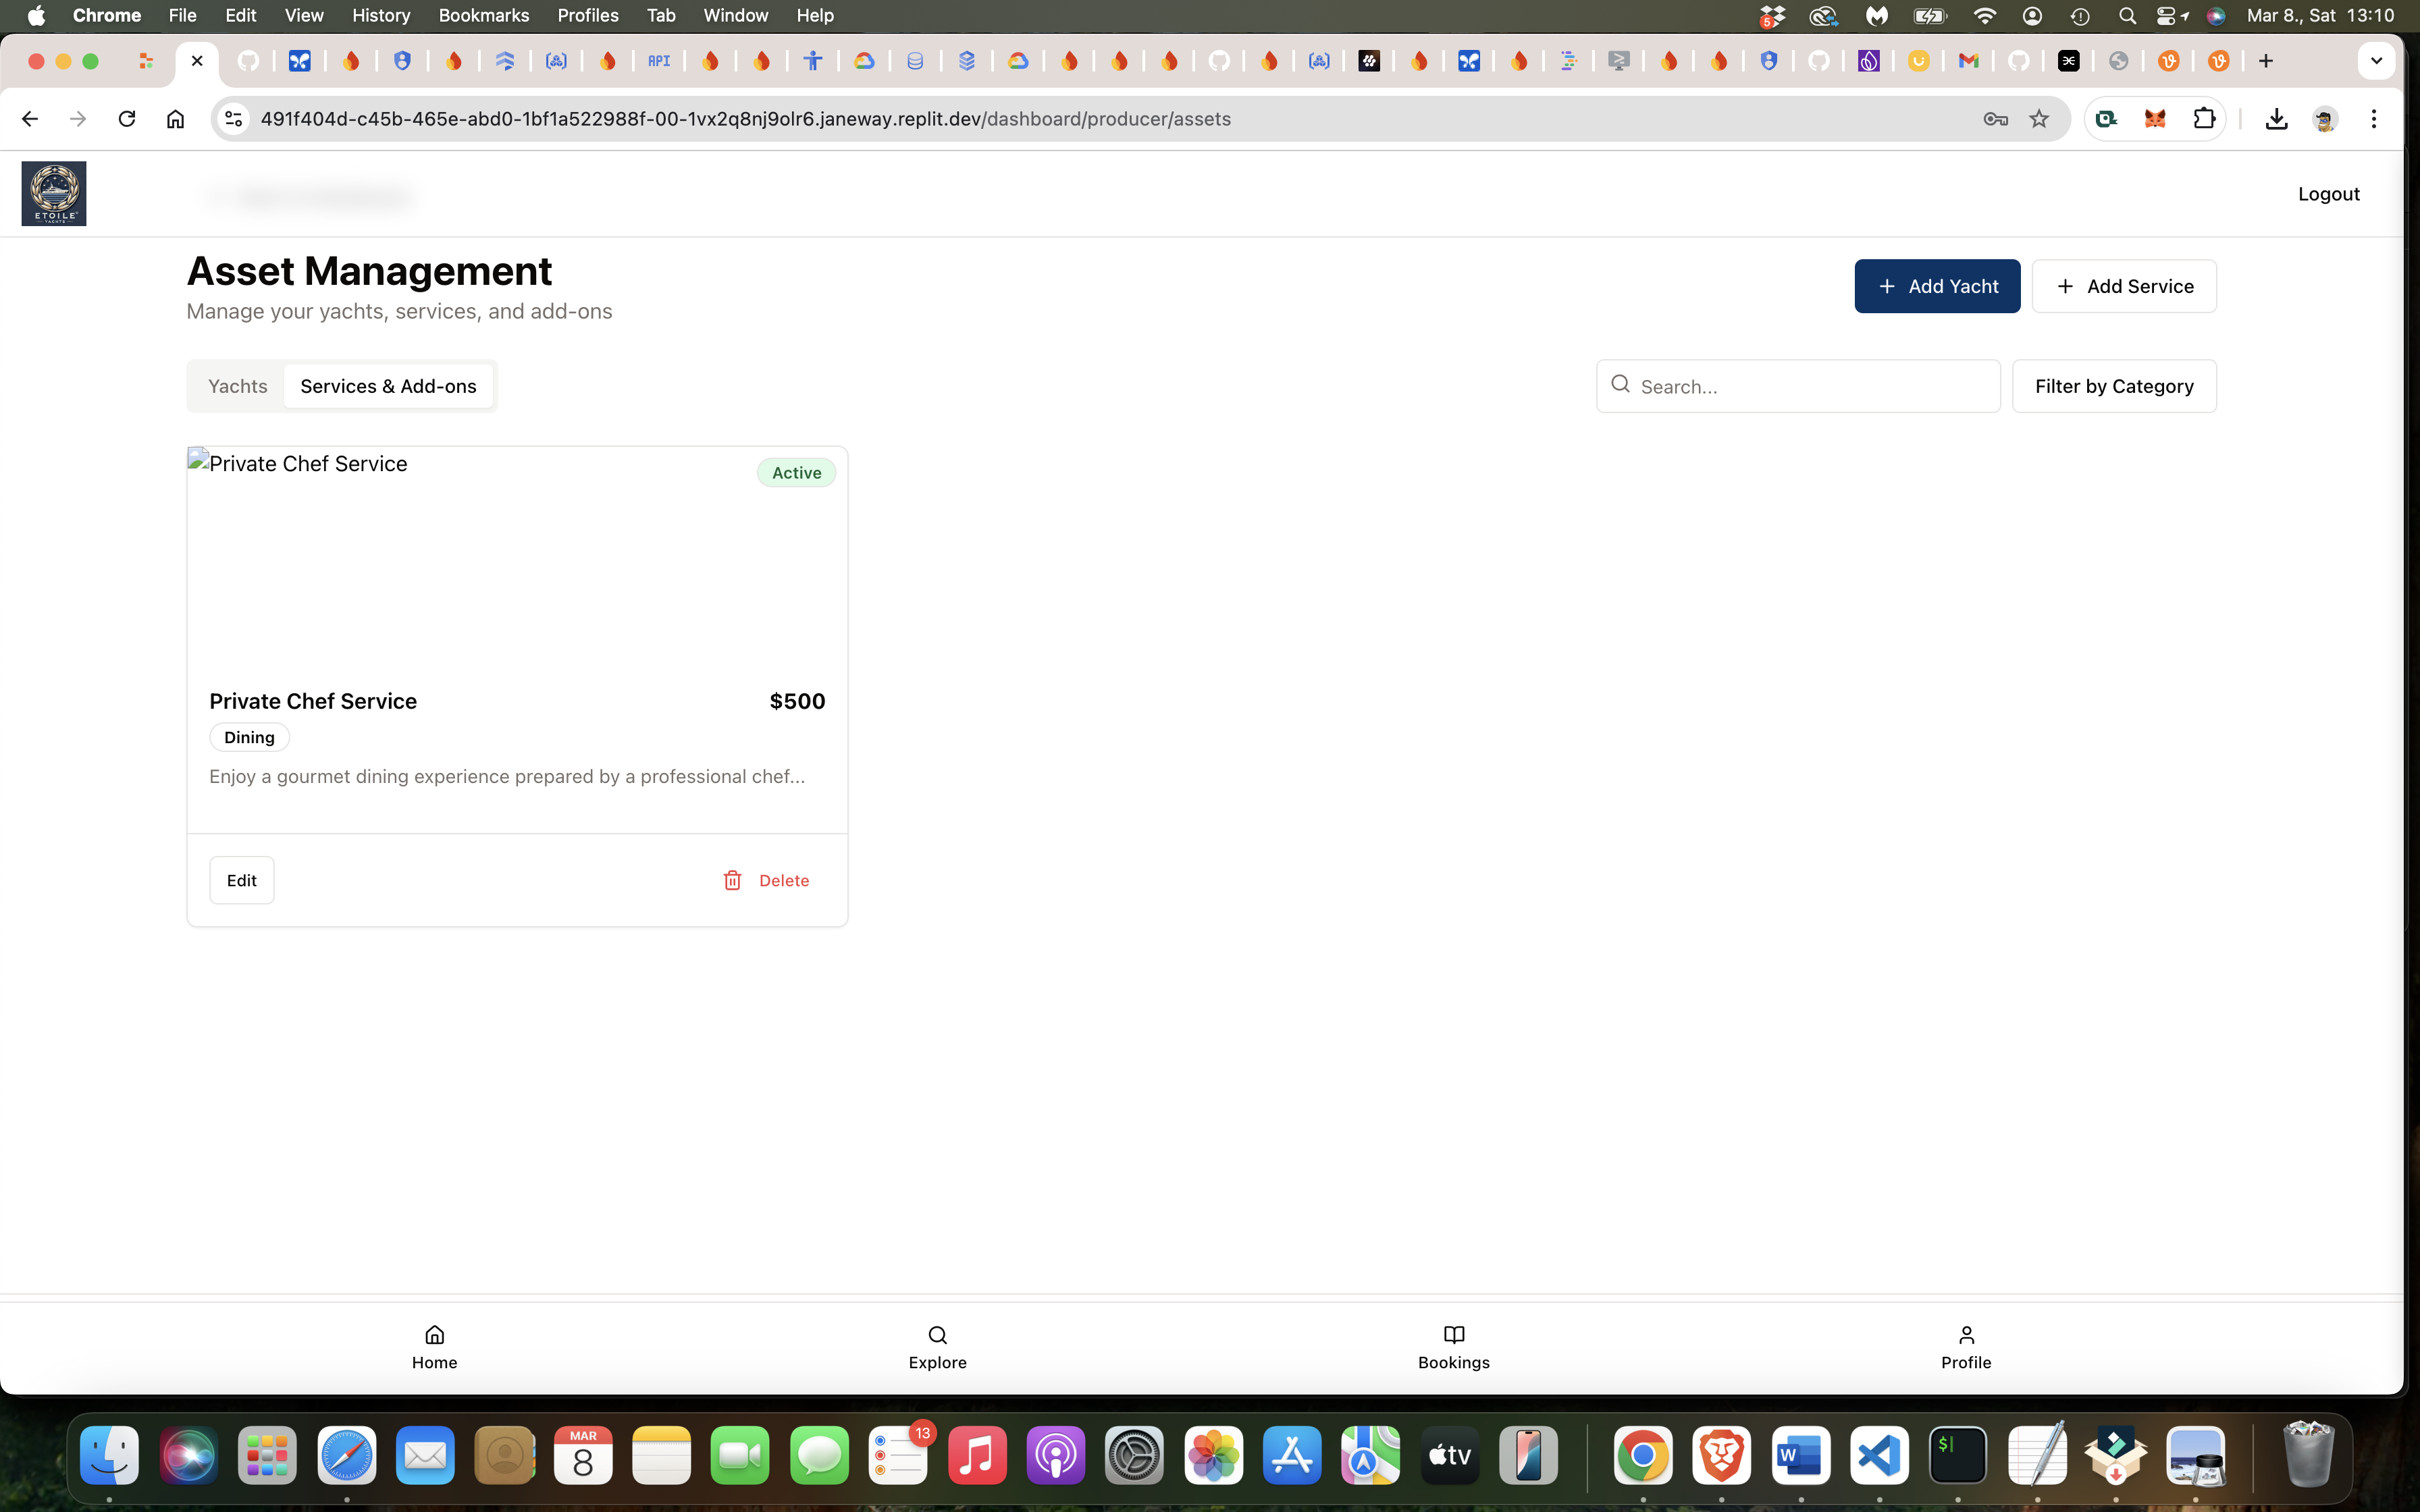 Chrome File Edit View History Bookmarks Profiles Tab Window Help
5
Mar 8., Sat 13:10
API
491f404d-c45b-465e-abd0-1bf1a522988f-00-1vx2q8nj9olr6.janeway.replit.dev/dashboard/producer/assets
ETOILE
YACHTS
Logout
Asset Management
Manage your yachts, services, and add-ons
+ Add Yacht
+ Add Service
Yachts
Services & Add-ons
Search...
Filter by Category
Private Chef Service
Active
Private Chef Service
$500
Dining
Enjoy a gourmet dining experience prepared by a professional chef...
Edit
Delete
Home
Explore
Bookings
Profile
MAR
8
13
tv
W
$